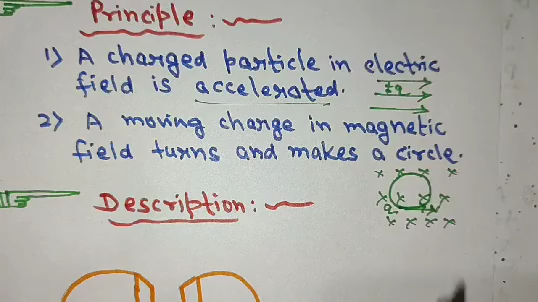 Principle :
1) A charged particle in electric
field is accelerated.
+q
2) A moving change in magnetic
field turns and makes a circle.
Description :